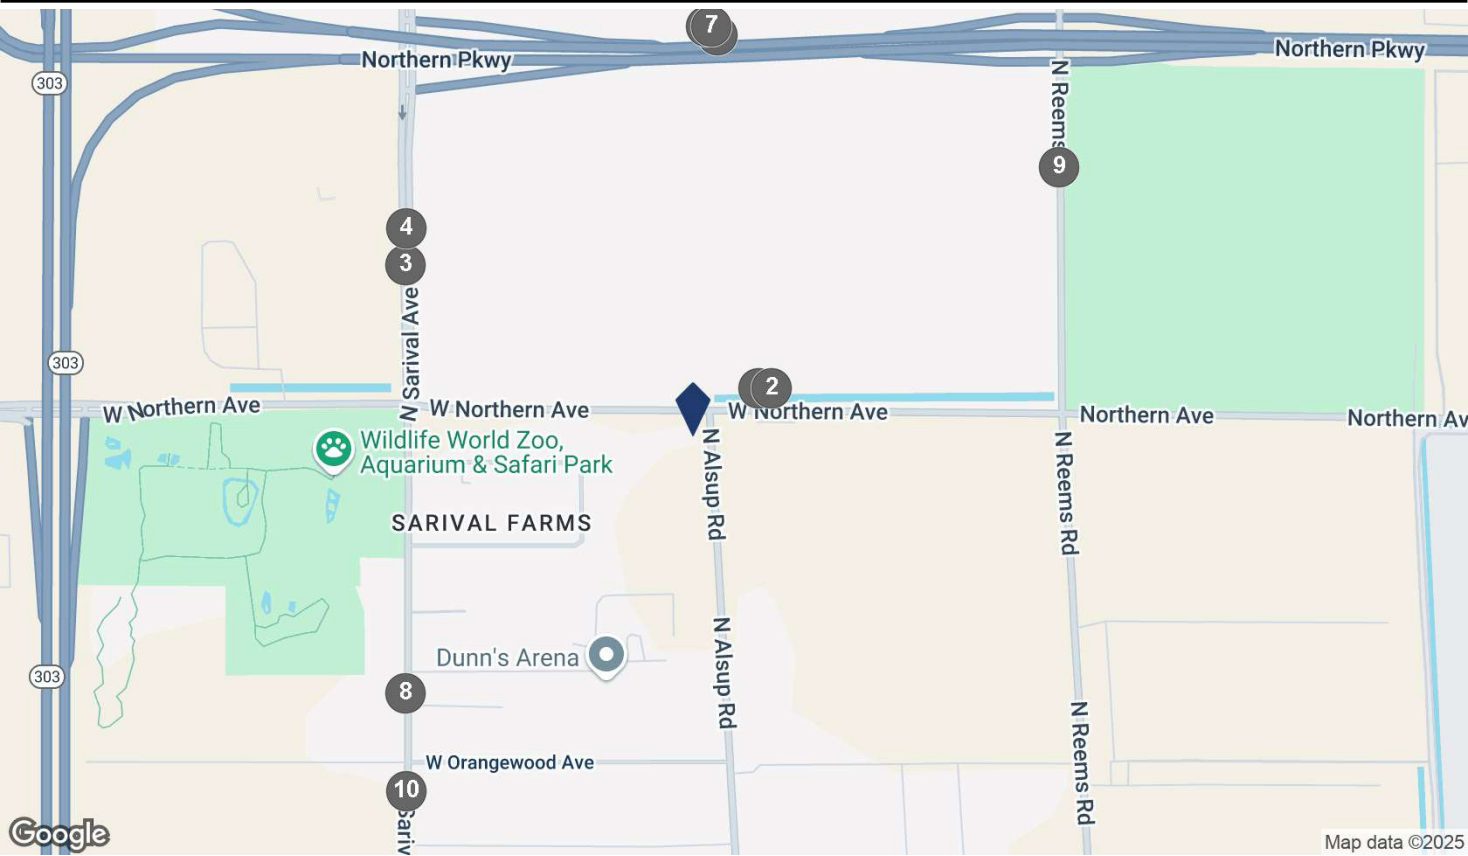 7
Northern Pkwy
Northern Pkwy
303
N Reems
9
4
3
N Sarival Ave
303
2
W Northern Ave
W Northern Ave
W Northern Ave
Northern Ave
Northern Av
Wildlife World Zoo,
Aquarium & Safari Park
N Alsup Rd
N Reems Rd
SARIVAL FARMS
N Alsup Rd
Dunn's Arena
303
8
N Reems Rd
W Orangewood Ave
10
Sariv
Google
Map data ©2025